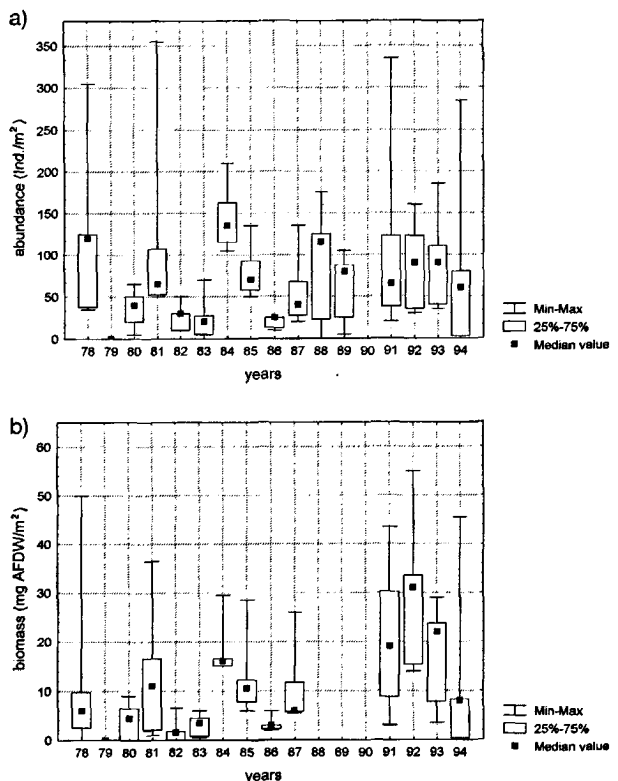 a)
350
300
250
200
150
100
50
0
abundance (Ind./m²)
78 79 80 81 82 83 84 85 86 87 88 89 90 91 92 93 94
years
Min-Max
25%-75%
Median value
b)
60
50
40
30
20
10
0
biomass (mg AFDW/m²)
78 79 80 81 82 83 84 85 86 87 88 89 90 91 92 93 94
years
Min-Max
25%-75%
Median value